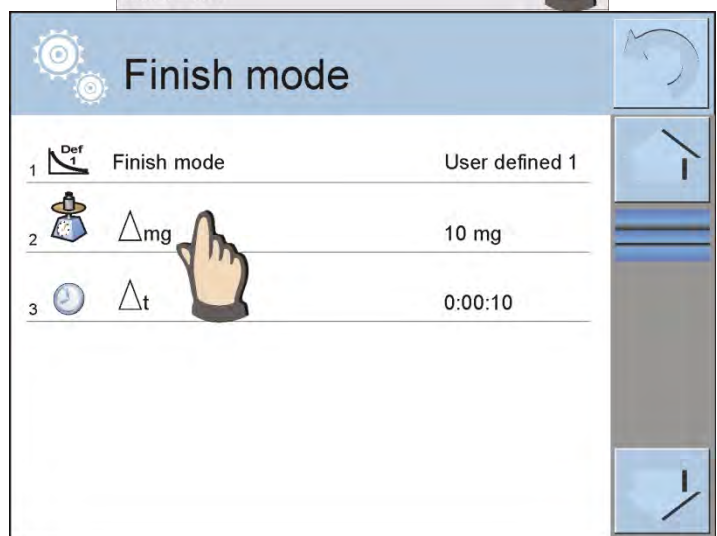 Finish mode
1 Def 1 Finish mode User defined 1
2 △mg 10 mg
3 △t 0:00:10